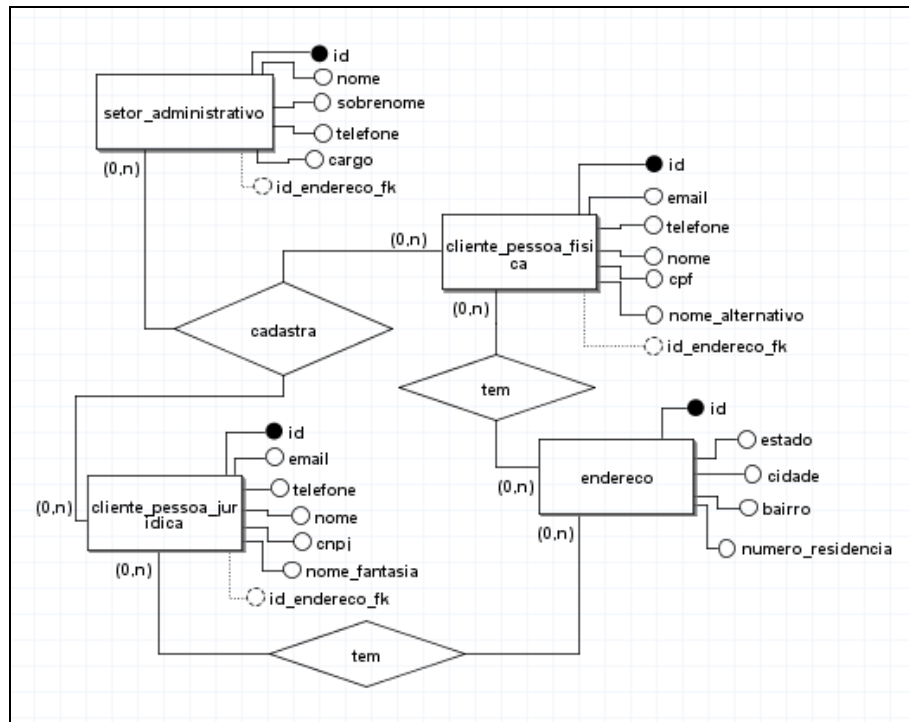 id
nome
setor_administrativo
sobrenome
telefone
(0,n)
cargo
id_endereco_fk
id
email
telefone
(0,n)
cliente_pessoa_fisi
ca
nome
cpf
(0,n)
nome_alternativo
cadastra
id_endereco_fk
tem
id
estado
id
email
cidade
endereco
telefone
(0,n)
bairro
(0,n)
cliente_pessoa_jur
idica
nome
(0,n)
cnpj
numero_residencia
(0,n)
nome_fantasia
id_endereco_fk
tem